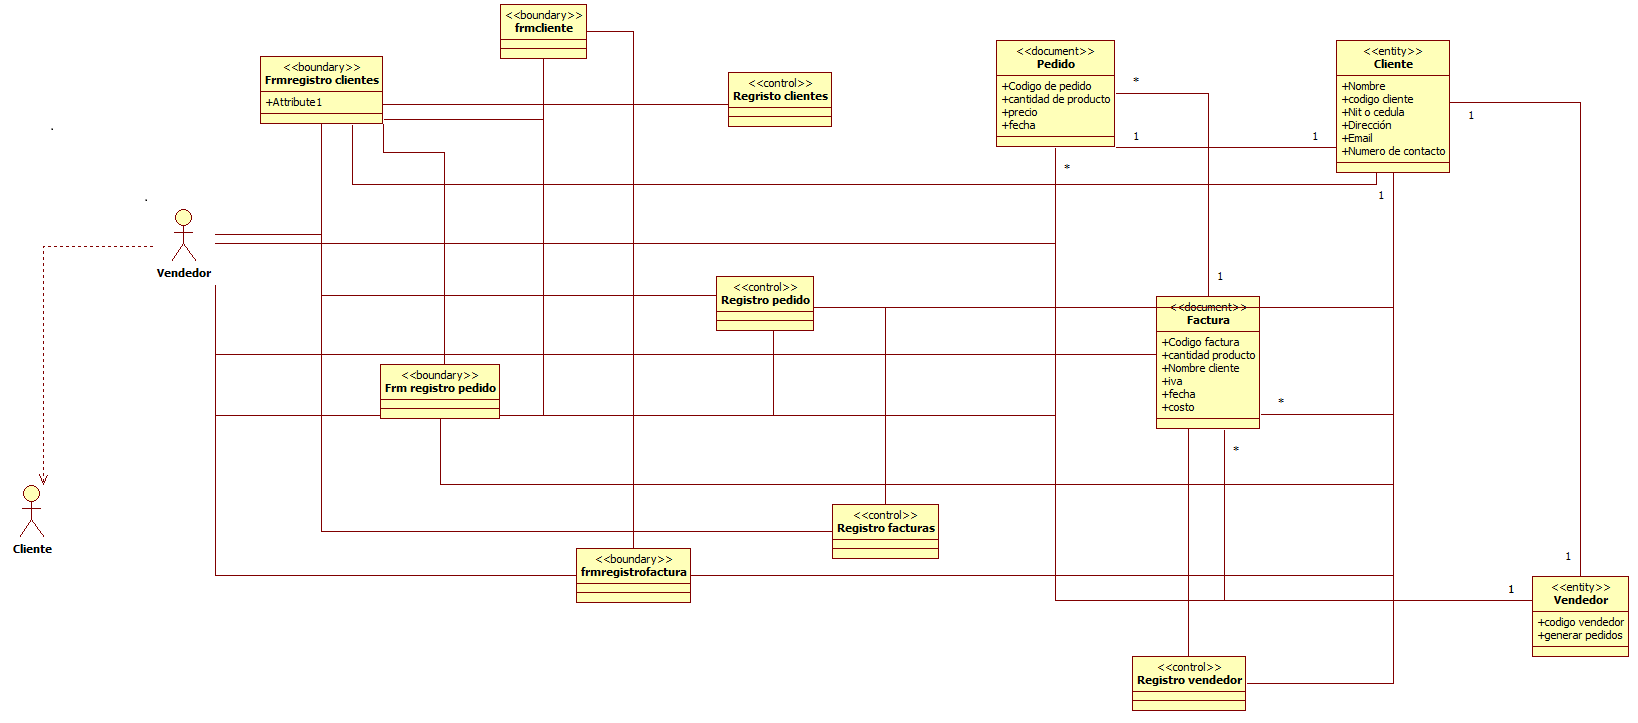 <<boundary>>
frmcliente
<<boundary>>
Frmregistro clientes
+Attribute1
<<control>>
Regristo clientes
<<document>>
Pedido
+Codigo de pedido
+cantidad de producto
+precio
+fecha
<<entity>>
Cliente
+Nombre
+codigo cliente
+Nit o cedula
+Dirección
+Email
+Numero de contacto
*
1
1
1
*
1
Vendedor
<<control>>
Registro pedido
1
<<document>>
Factura
+Codigo factura
+cantidad producto
+Nombre cliente
+iva
+fecha
+costo
<<boundary>>
Frm registro pedido
*
*
Cliente
<<control>>
Registro facturas
<<boundary>>
frmregistrofactura
1
1
<<entity>>
Vendedor
+codigo vendedor
+generar pedidos
<<control>>
Registro vendedor